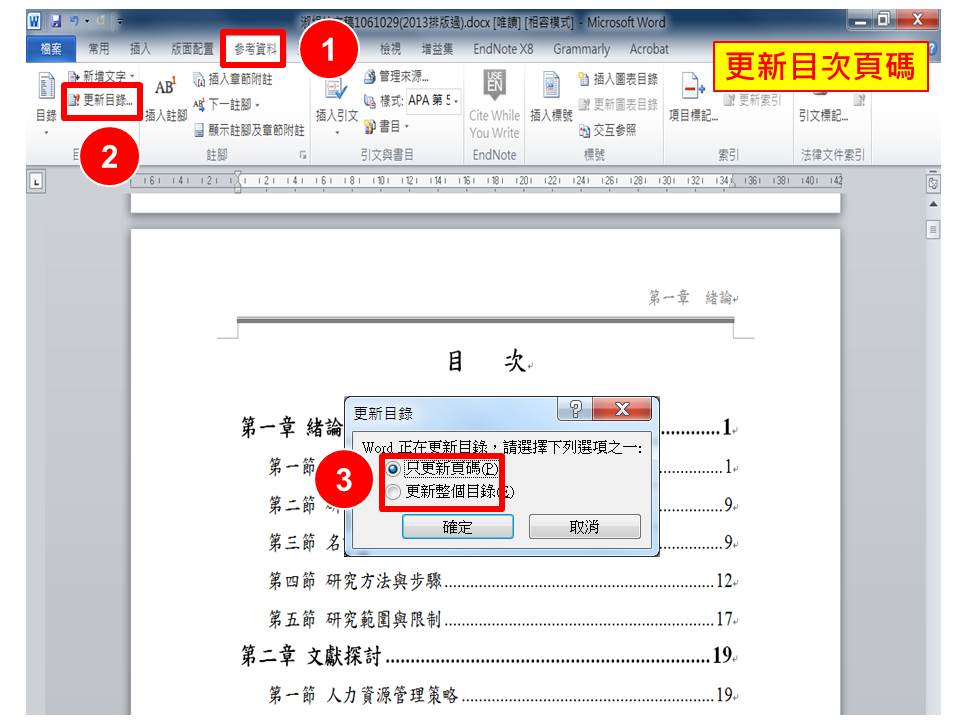 1061029(2013排版過).docx [唯讀] [相容模式] - Microsoft Word
檔案 常用 插入 版面配置 參考資料 檢視 增益集 EndNote X8 Grammarly Acrobat
1
更新目次頁碼
目錄
新增文字
更新目錄...
2
AB1
插入註腳
插入章節附註
下一註腳
顯示註腳及章節附註
註腳
插入引文
管理來源...
樣式: APA 第 5
書目
引文與書目
Cite While
You Write
EndNote
插入標號
插入圖表目錄
更新圖表目錄
交互參照
標號
項目標記...
更新索引
索引
引文標記...
法律文件索引
第一章 緒論
目 次
第一章 緒論...1
第一節...1
第二節...9
第三節 名...9
第四節 研究方法與步驟...12
第五節 研究範圍與限制...17
第二章 文獻探討...19
第一節 人力資源管理策略...19
更新目錄
Word 正在更新目錄，請選擇下列選項之一:
3
只更新頁碼(P)
更新整個目錄(E)
確定 取消